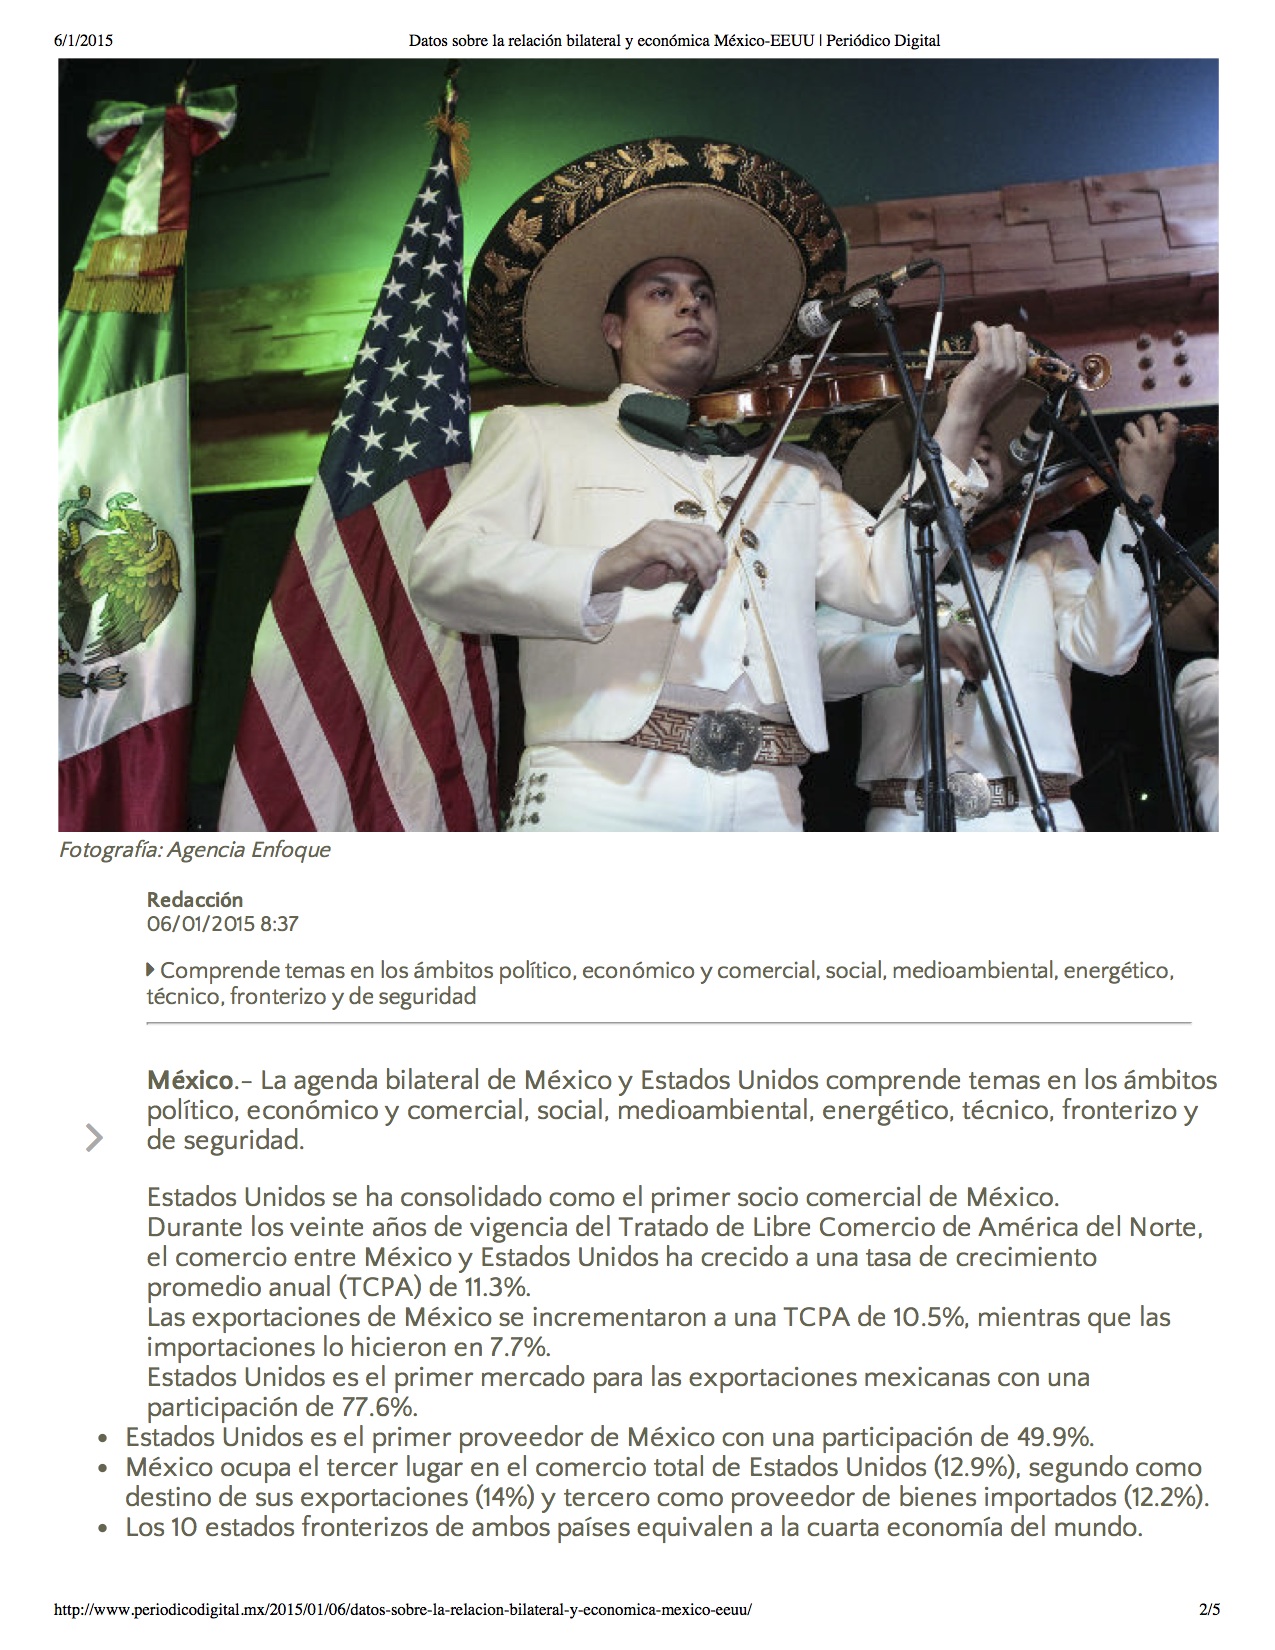 6/1/2015 Datos sobre la relación bilateral y económica México-EEUU | Periódico Digital
Fotografía: Agencia Enfoque
Redacción
06/01/2015 8:37
Comprende temas en los ámbitos político, económico y comercial, social, medioambiental, energético,
técnico, fronterizo y de seguridad
México.- La agenda bilateral de México y Estados Unidos comprende temas en los ámbitos
político, económico y comercial, social, medioambiental, energético, técnico, fronterizo y
de seguridad.
Estados Unidos se ha consolidado como el primer socio comercial de México.
Durante los veinte años de vigencia del Tratado de Libre Comercio de América del Norte,
el comercio entre México y Estados Unidos ha crecido a una tasa de crecimiento
promedio anual (TCPA) de 11.3%.
Las exportaciones de México se incrementaron a una TCPA de 10.5%, mientras que las
importaciones lo hicieron en 7.7%.
Estados Unidos es el primer mercado para las exportaciones mexicanas con una
participación de 77.6%.
• Estados Unidos es el primer proveedor de México con una participación de 49.9%.
• México ocupa el tercer lugar en el comercio total de Estados Unidos (12.9%), segundo como
destino de sus exportaciones (14%) y tercero como proveedor de bienes importados (12.2%).
• Los 10 estados fronterizos de ambos países equivalen a la cuarta economía del mundo.
http://www.periodicodigital.mx/2015/01/06/datos-sobre-la-relacion-bilateral-y-economica-mexico-eeuu/ 2/5